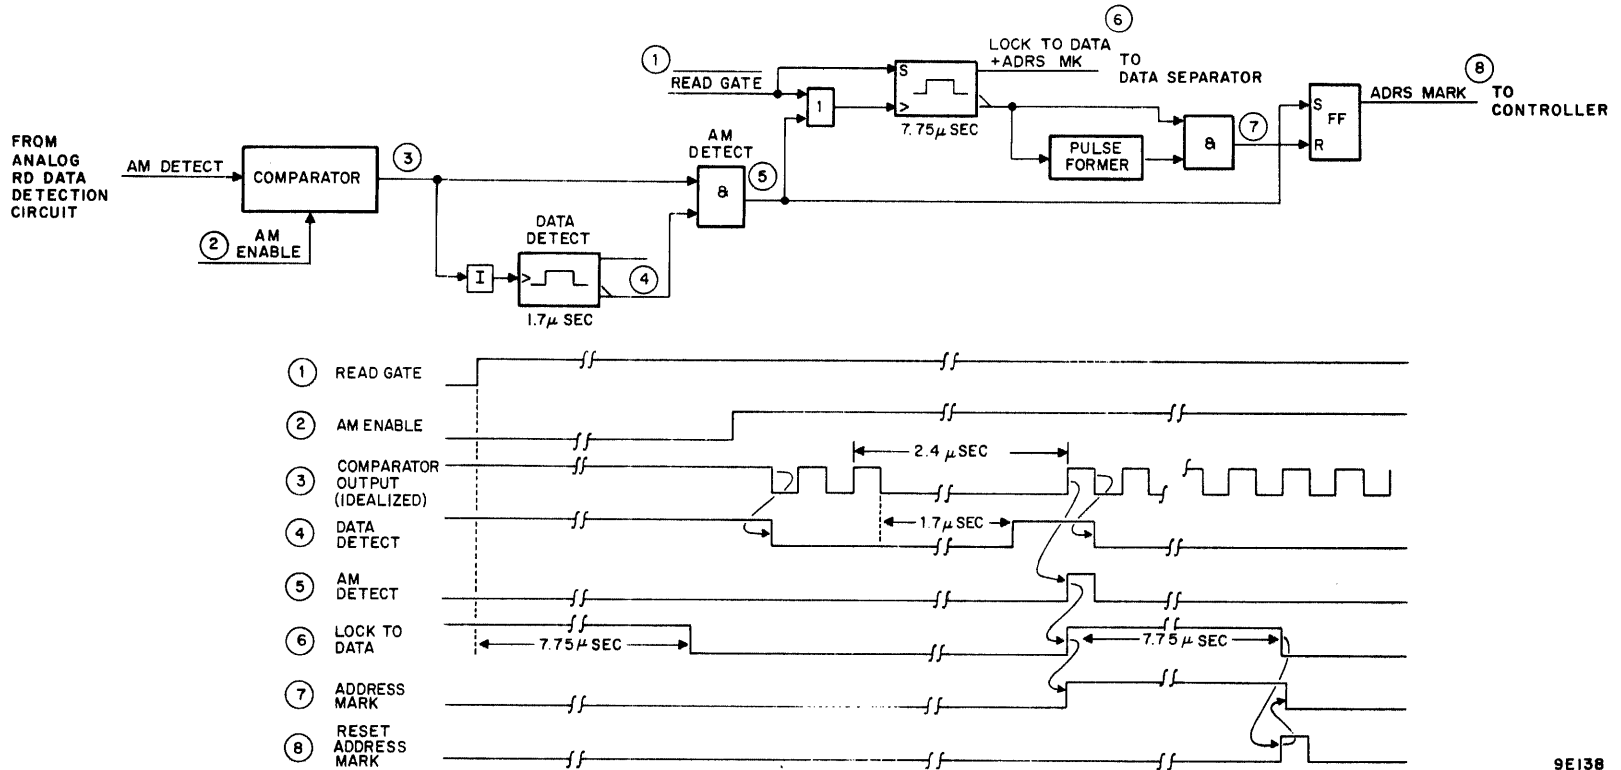 6
LOCK TO DATA
+ADRS MK
TO
DATA SEPARATOR
1
READ GATE
S
>
7.75μ SEC
1
8
ADRS MARK
TO
CONTROLLER
S
FF
R
7
&
PULSE
FORMER
AM
DETECT
5
&
FROM
ANALOG
RD DATA
DETECTION
CIRCUIT
AM DETECT
COMPARATOR
3
2
AM
ENABLE
DATA
DETECT
I
>
4
1.7μ SEC
1 READ GATE
2 AM ENABLE
3 COMPARATOR
OUTPUT
(IDEALIZED)
2.4 μSEC
4 DATA
DETECT
1.7μ SEC
5 AM
DETECT
6 LOCK TO
DATA
7.75μ SEC
7.75μ SEC
7 ADDRESS
MARK
8 RESET
ADDRESS
MARK
9E138